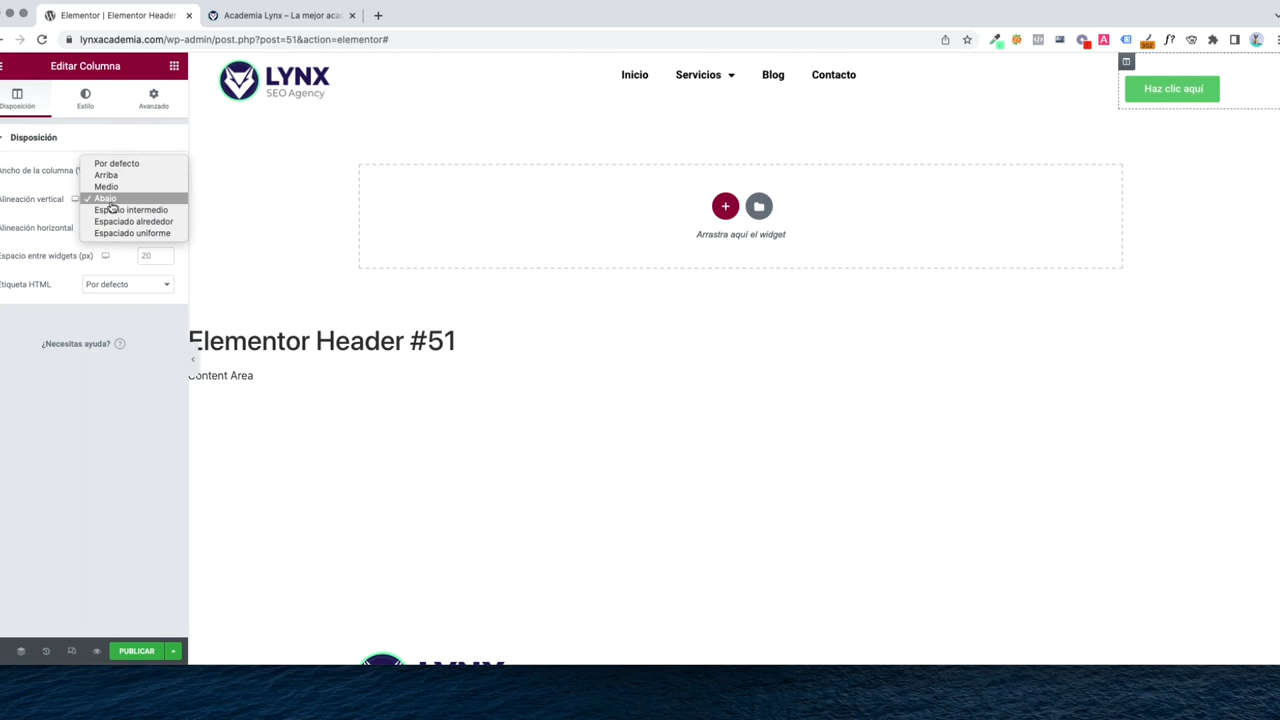 Elementor | Elementor Header
Academia Lynx – La mejor aca
lynxacademia.com/wp-admin/post.php?post=51&action=elementor#
302
Editar Columna
Disposición
Estilo
Avanzado
Disposición
Ancho de la columna (
Alineación vertical
Alineación horizontal
Espacio entre widgets (px)
20
Etiqueta HTML
Por defecto
Por defecto
Arriba
Medio
Abajo
Espacio intermedio
Espaciado alrededor
Espaciado uniforme
¿Necesitas ayuda?
PUBLICAR
LYNX
SEO Agency
Inicio
Servicios
Blog
Contacto
Haz clic aquí
Arrastra aquí el widget
Elementor Header #51
Content Area
LYNX